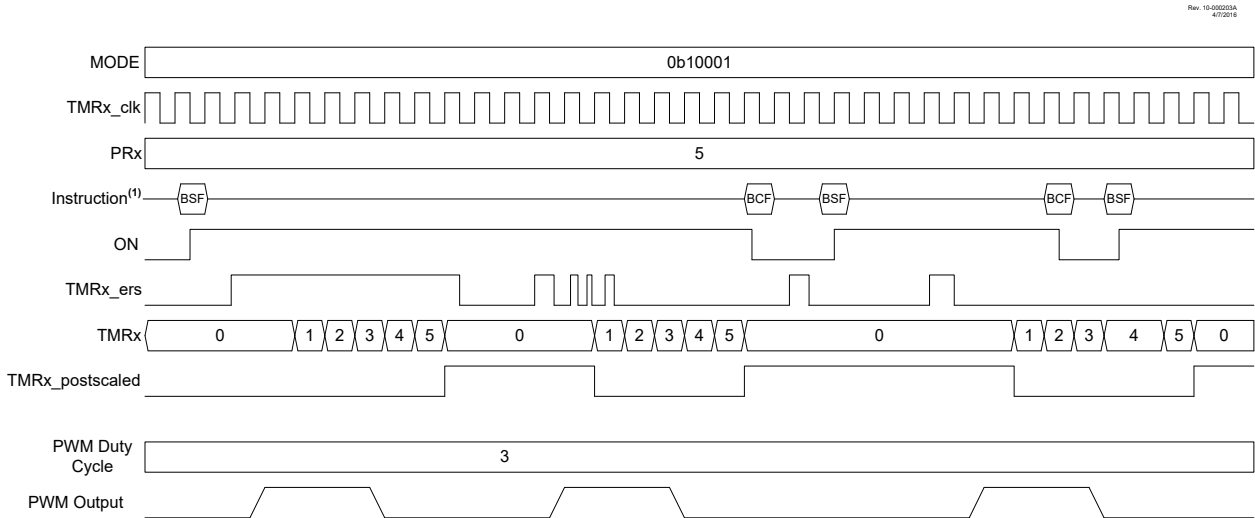 Rev. 10-000203A
4/7/2016
MODE 0b10001
TMRx_clk
PRx 5
Instruction(1) BSF BCF BSF BCF BSF
ON
TMRx_ers
TMRx 0 1 2 3 4 5 0 1 2 3 4 5 0 1 2 3 4 5 0
TMRx_postscaled
PWM Duty
Cycle 3
PWM Output